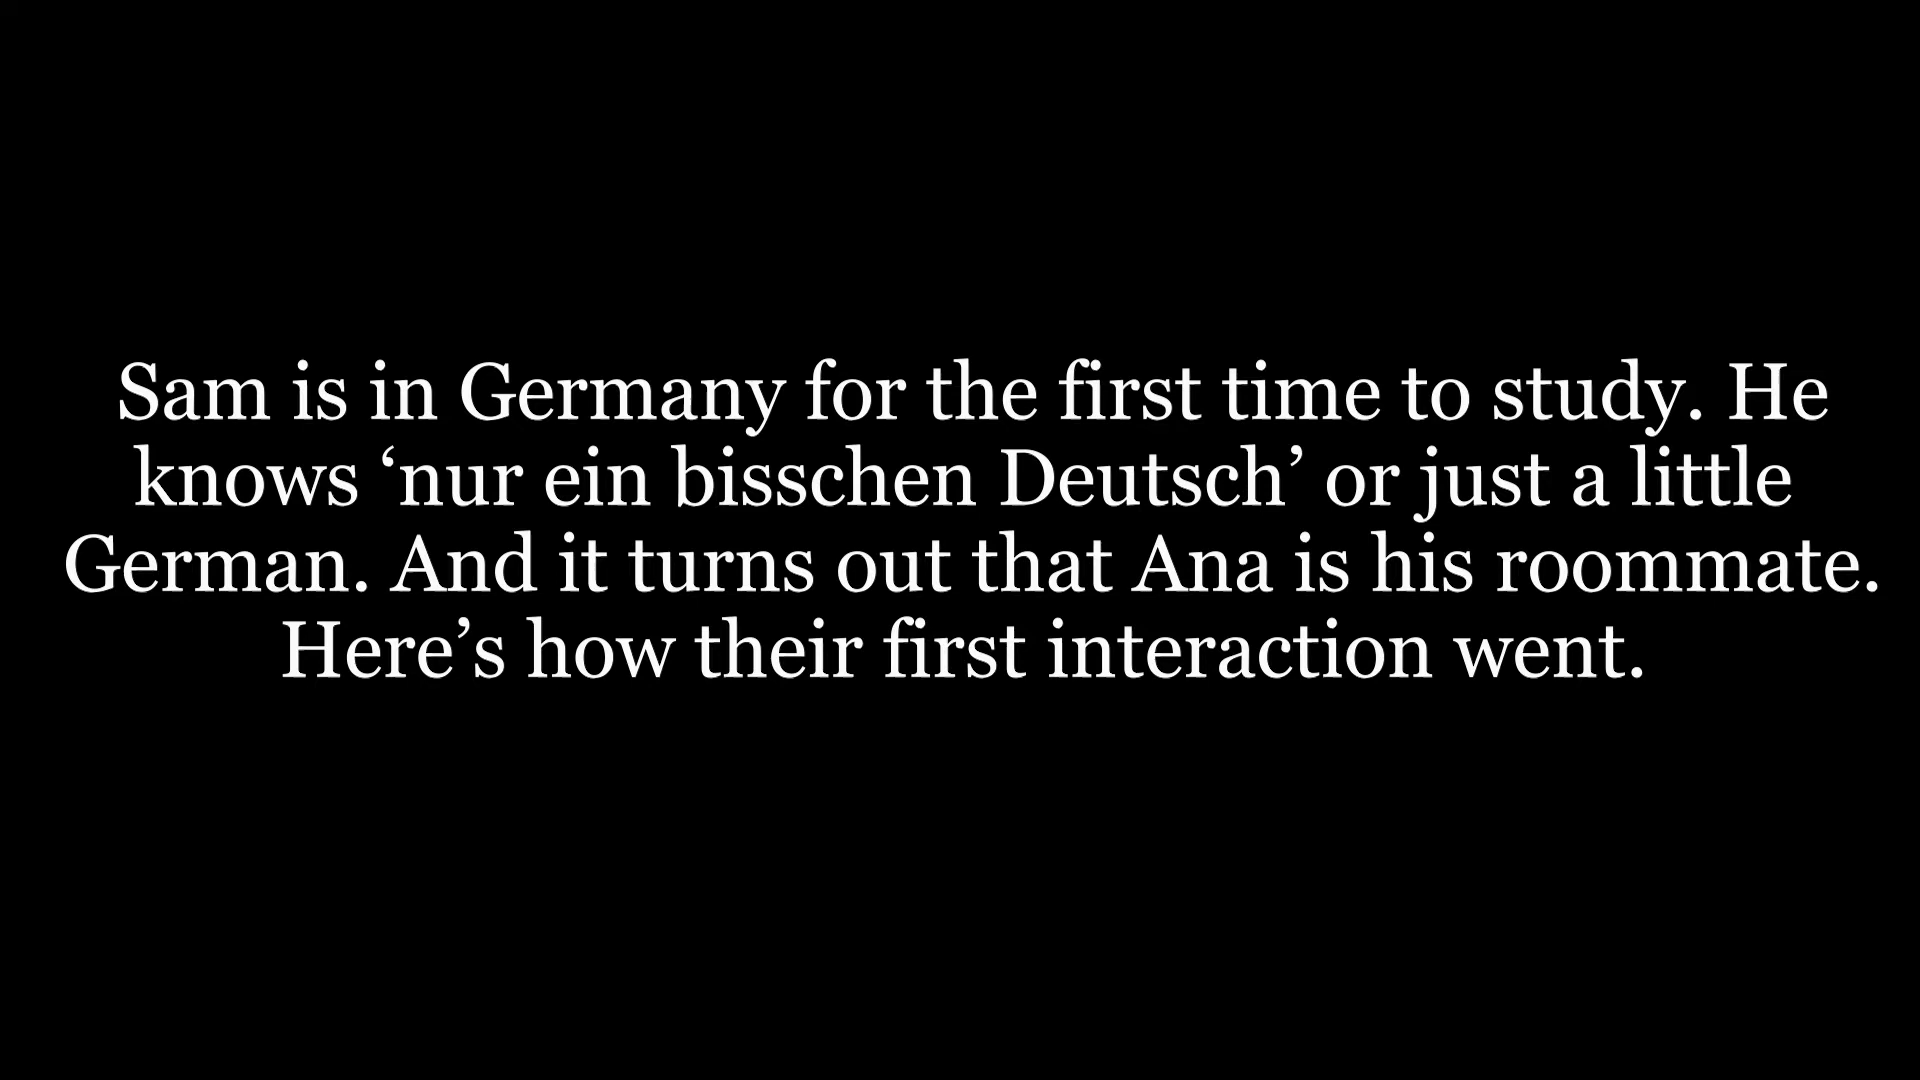 Sam is in Germany for the first time to study. He
knows ‘nur ein bisschen Deutsch’ or just a little
German. And it turns out that Ana is his roommate.
Here’s how their first interaction went.